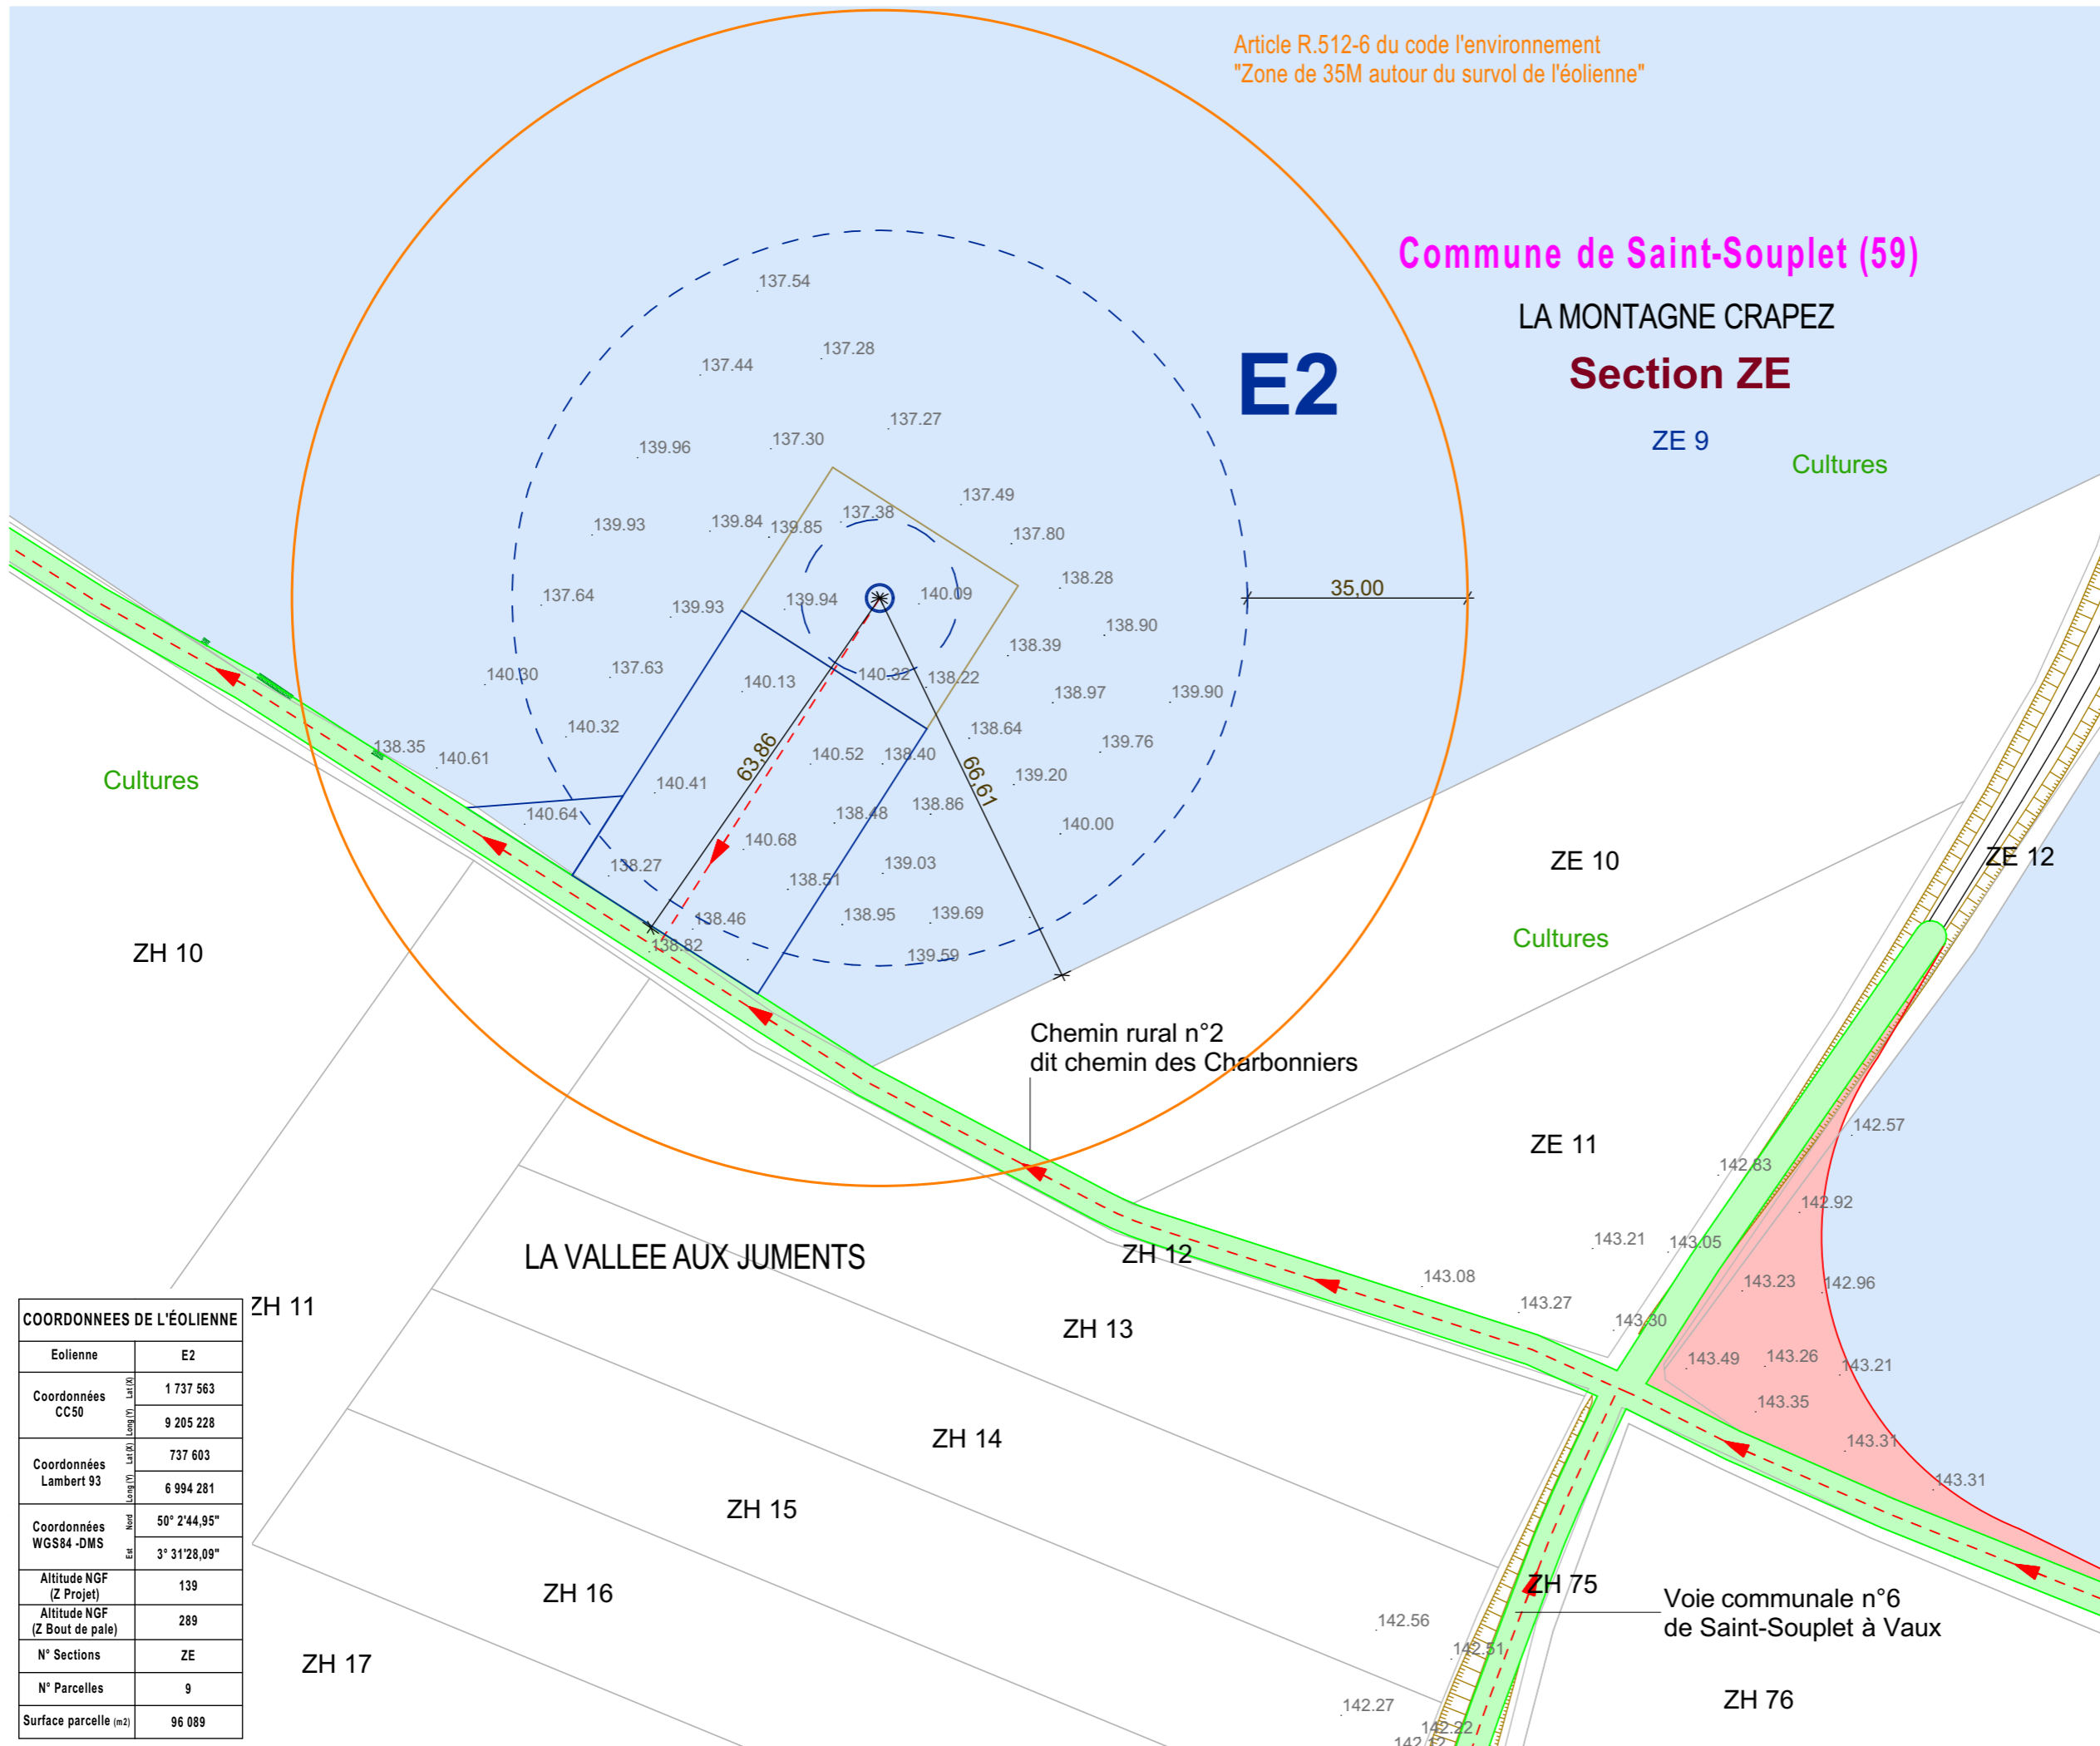 Article R.512-6 du code l'environnement
"Zone de 35M autour du survol de l'éolienne"
Commune de Saint-Souplet (59)
LA MONTAGNE CRAPEZ
Section ZE
E2
ZE 9
Cultures
137.54
137.28
137.44
137.27
137.30
139.96
137.49
137.38
139.93
139.84
139.85
137.80
138.28
35,00
137.64
139.93
139.94
140.09
138.90
138.39
140.30
137.63
140.13
140.32
138.22
138.97
139.90
140.32
138.64
139.76
138.35
140.61
63,86
140.52
138.40
66,61
139.20
Cultures
140.41
138.86
140.64
138.48
140.00
140.68
138.27
139.03
138.51
ZE 10
ZE 12
138.46
138.95
139.69
138.82
139.59
Cultures
ZH 10
Chemin rural n°2
dit chemin des Charbonniers
142.57
ZE 11
142.83
142.92
LA VALLEE AUX JUMENTS
ZH 12
143.21
143.05
143.08
143.23
142.96
143.27
143.30
ZH 11
ZH 13
143.49
143.26
143.21
143.35
ZH 14
143.31
143.31
ZH 15
ZH 16
ZH 75
Voie communale n°6
de Saint-Souplet à Vaux
142.56
142.51
ZH 17
142.27
142.22
142.12
ZH 76
COORDONNEES DE L'ÉOLIENNE
Eolienne E2
Coordonnées CC50
Lat(X) 1 737 563
Long(Y) 9 205 228
Coordonnées Lambert 93
Lat(X) 737 603
Long(Y) 6 994 281
Coordonnées WGS84 -DMS
Nord 50° 2'44,95"
Est 3° 31'28,09"
Altitude NGF (Z Projet) 139
Altitude NGF (Z Bout de pale) 289
N° Sections ZE
N° Parcelles 9
Surface parcelle (m2) 96 089